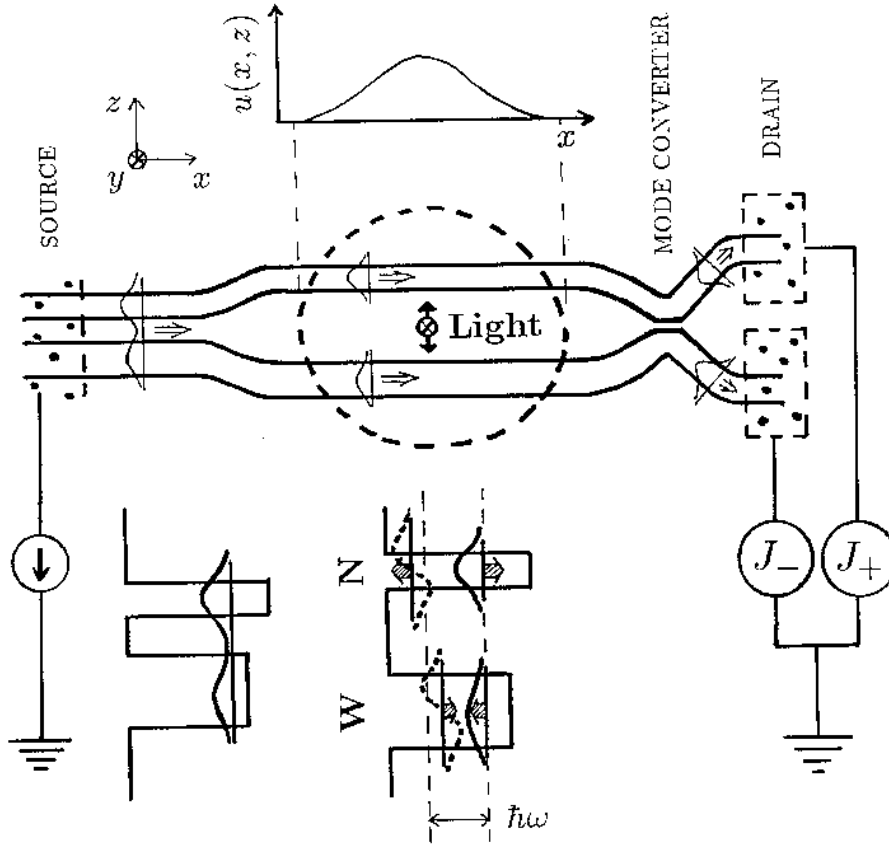 u(x, z)
x
z
y
x
SOURCE
MODE CONVERTER
DRAIN
Light
N
W
J−
J+
ħω